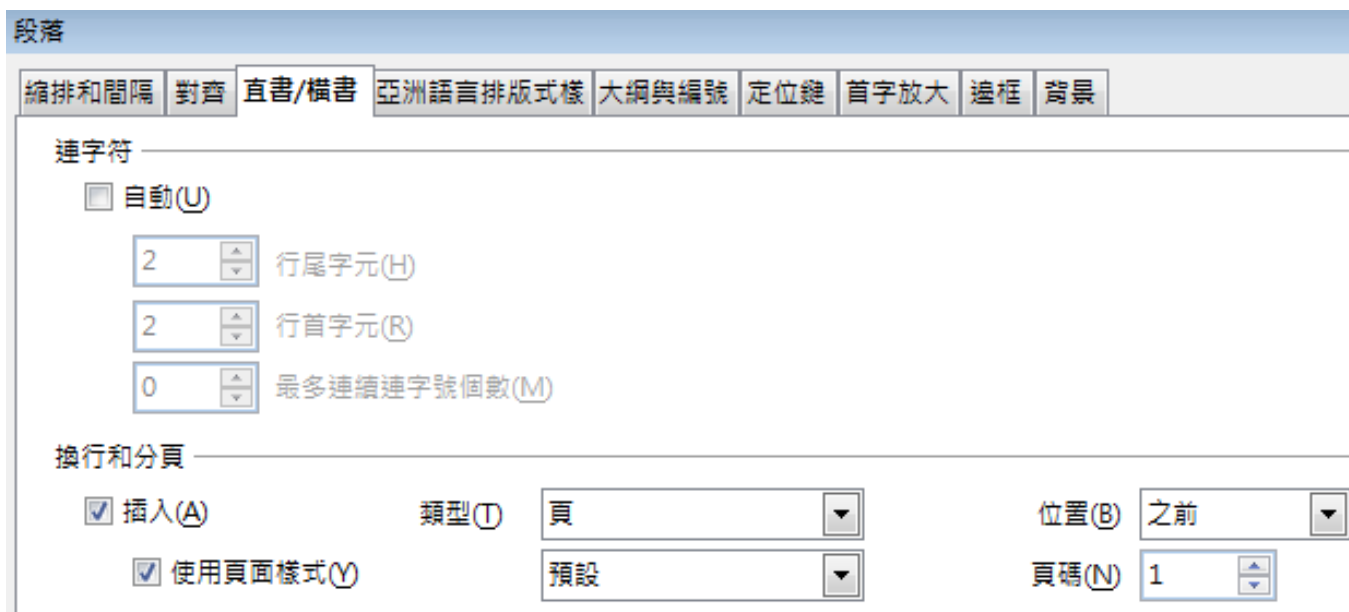 段落
縮排和間隔 對齊 直書/橫書 亞洲語言排版式樣 大綱與編號 定位鍵 首字放大 邊框 背景
連字符
自動(U)
2 行尾字元(H)
2 行首字元(R)
0 最多連續連字號個數(M)
換行和分頁
插入(A) 類型(T) 頁 位置(B) 之前
使用頁面樣式(Y) 預設 頁碼(N) 1